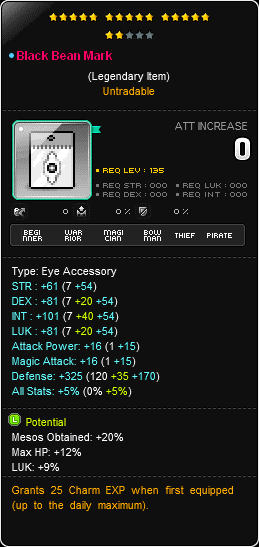 Black Bean Mark
(Legendary Item)
Untradable
ATT INCREASE
0
REQ LEV : 135
REQ STR : 000 REQ LUK : 000
REQ DEX : 000 REQ INT : 000
0 0 % 0 %
BEGINNER WARRIOR MAGICIAN BOWMAN THIEF PIRATE
Type: Eye Accessory
STR : +61 (7 +54)
DEX : +81 (7 +20 +54)
INT : +101 (7 +40 +54)
LUK : +81 (7 +20 +54)
Attack Power: +16 (1 +15)
Magic Attack: +16 (1 +15)
Defense: +325 (120 +35 +170)
All Stats: +5% (0% +5%)
L Potential
Mesos Obtained: +20%
Max HP: +12%
LUK: +9%
Grants 25 Charm EXP when first equipped
(up to the daily maximum).